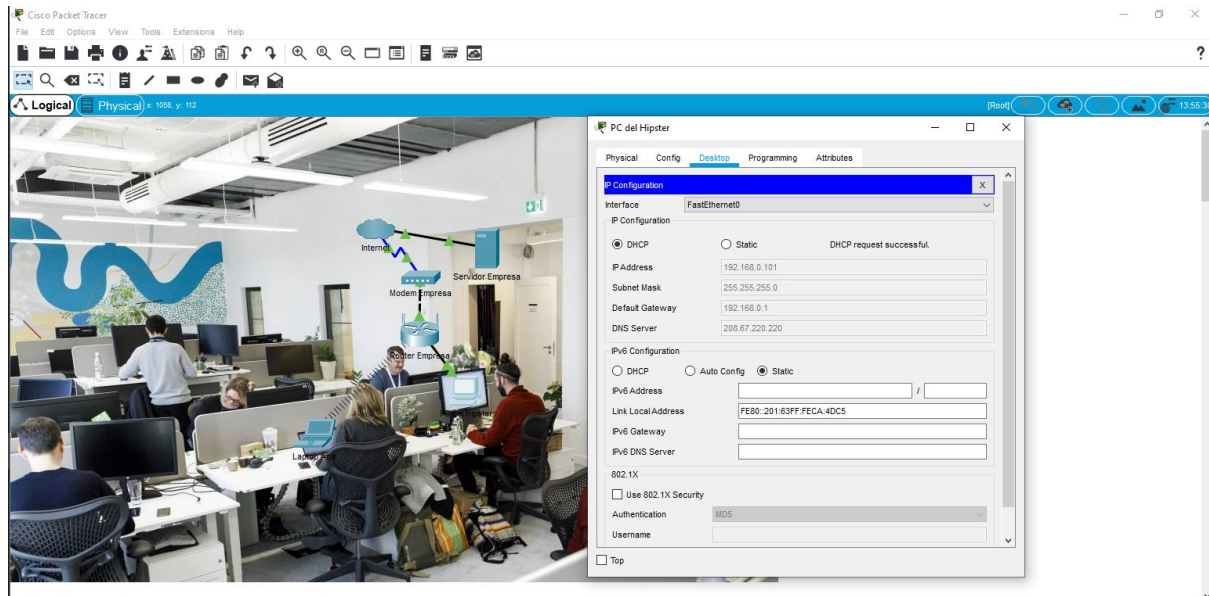 Cisco Packet Tracer
File Edit Options View Tools Extensions Help
?
Logical Physical x: 1058, y: 112 [Root] 13:55:30
Internet
Servidor Empresa
Modem Empresa
Router Empresa
Hipster
Laptop Ana
PC del Hipster
Physical Config Desktop Programming Attributes
IP Configuration X
Interface FastEthernet0
IP Configuration
DHCP Static DHCP request successful.
IP Address 192.168.0.101
Subnet Mask 255.255.255.0
Default Gateway 192.168.0.1
DNS Server 208.67.220.220
IPv6 Configuration
DHCP Auto Config Static
IPv6 Address /
Link Local Address FE80::201:63FF:FECA:4DC5
IPv6 Gateway
IPv6 DNS Server
802.1X
Use 802.1X Security
Authentication MD5
Username
Top